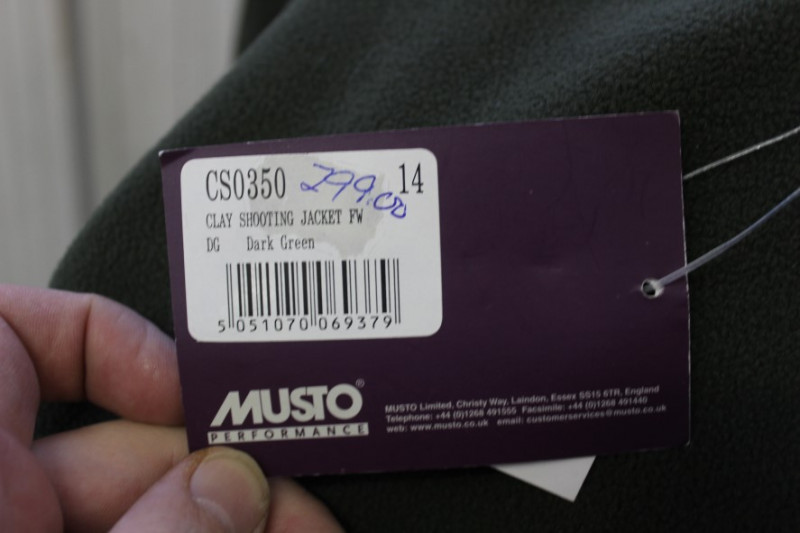 CS0350 299.00 14
CLAY SHOOTING JACKET FW
DG Dark Green
5 051070 069379
MUSTO®
PERFORMANCE
MUSTO Limited, Christy Way, Laindon, Essex SS15 6TR, England
Telephone: +44 (0)1268 491555 Facsimile: +44 (0)1268 491440
web: www.musto.co.uk email: customerservices@musto.co.uk